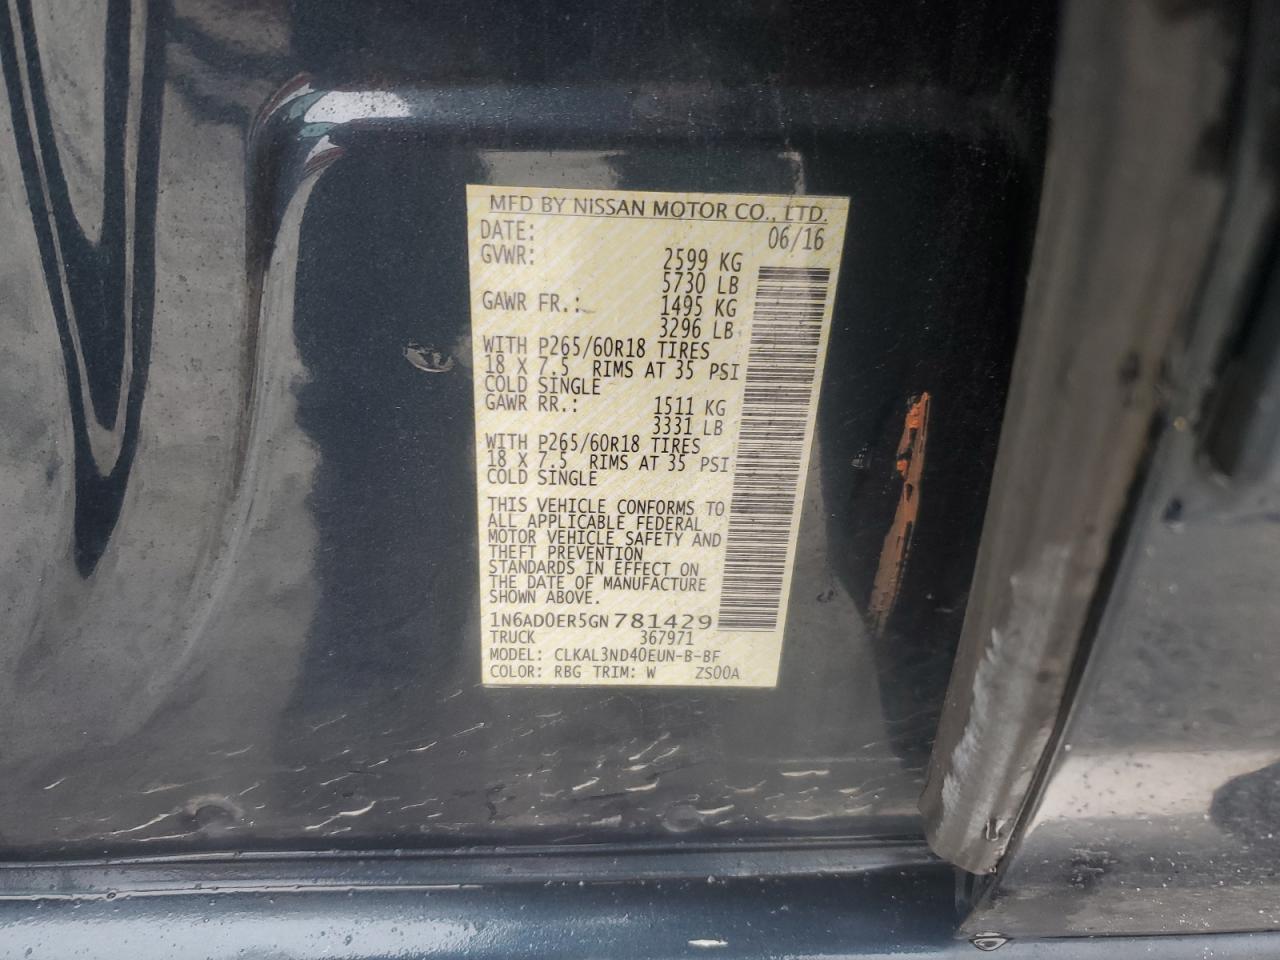 MFD BY NISSAN MOTOR CO., LTD.
DATE: 06/16
GVWR: 2599 KG
5730 LB
GAWR FR.: 1495 KG
3296 LB
WITH P265/60R18 TIRES
18 X 7.5 RIMS AT 35 PSI
COLD SINGLE
GAWR RR.: 1511 KG
3331 LB
WITH P265/60R18 TIRES
18 X 7.5 RIMS AT 35 PSI
COLD SINGLE
THIS VEHICLE CONFORMS TO
ALL APPLICABLE FEDERAL
MOTOR VEHICLE SAFETY AND
THEFT PREVENTION
STANDARDS IN EFFECT ON
THE DATE OF MANUFACTURE
SHOWN ABOVE.
1N6AD0ER5GN781429
TRUCK 367971
MODEL: CLKAL3ND40EUN-B-BF
COLOR: RBG TRIM: W ZS00A